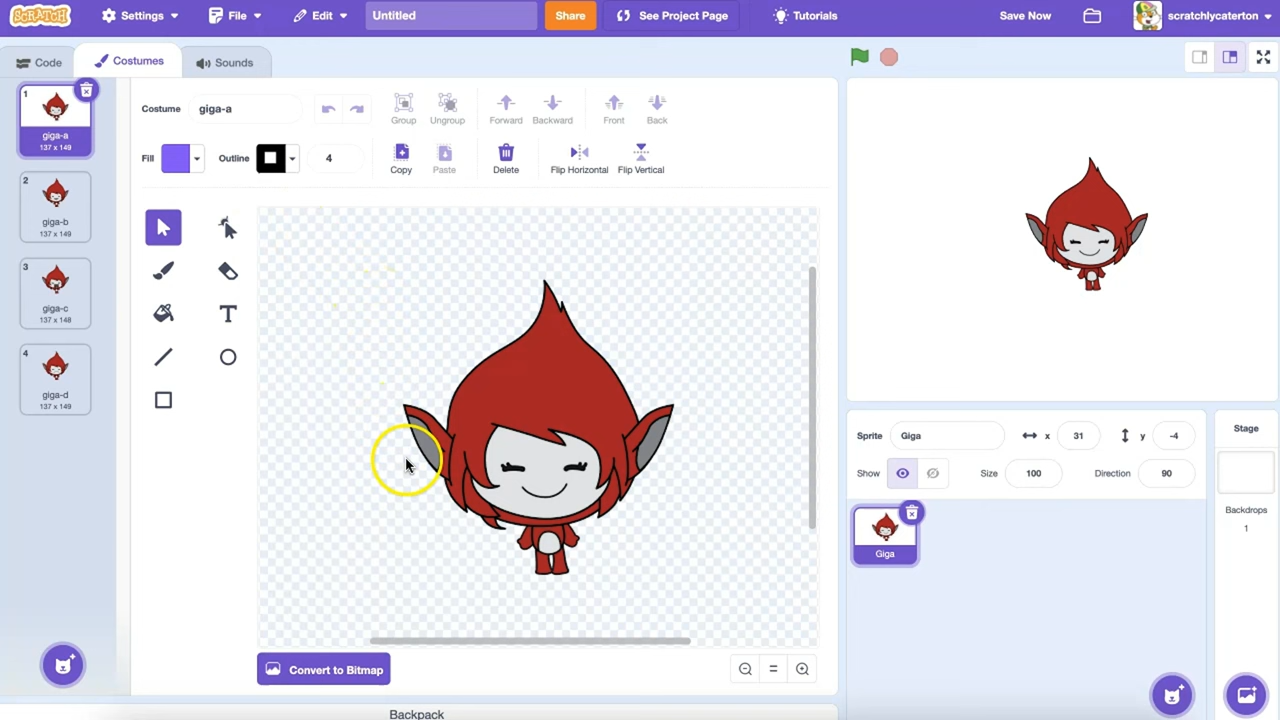 SCRATCH Settings File Edit Untitled Share See Project Page Tutorials Save Now scratchlycaterton
Code Costumes Sounds
1
giga-a
137 x 149
2
giga-b
137 x 149
3
giga-c
137 x 148
4
giga-d
137 x 149
Costume giga-a Group Ungroup Forward Backward Front Back
Fill Outline 4 Copy Paste Delete Flip Horizontal Flip Vertical
T
Convert to Bitmap
Backpack
Sprite Giga x 31 y -4
Show Size 100 Direction 90
Giga
Stage
Backdrops
1